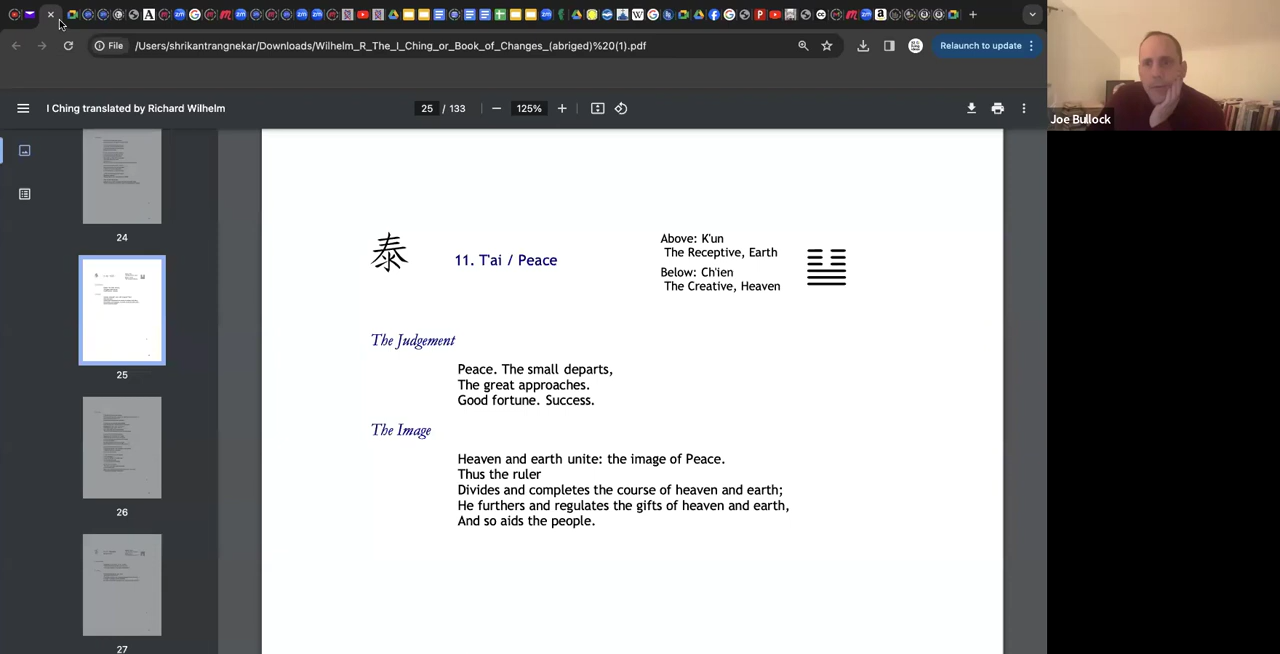 File
/Users/shrikantrangnekar/Downloads/Wilhelm_R_The_I_Ching_or_Book_of_Changes_(abriged)%20(1).pdf
Relaunch to update
I Ching translated by Richard Wilhelm
25 / 133
125%
Joe Bullock
24
25
26
27
泰
11. T'ai / Peace
Above: K'un
The Receptive, Earth
Below: Ch'ien
The Creative, Heaven
The Judgement
Peace. The small departs,
The great approaches.
Good fortune. Success.
The Image
Heaven and earth unite: the image of Peace.
Thus the ruler
Divides and completes the course of heaven and earth;
He furthers and regulates the gifts of heaven and earth,
And so aids the people.